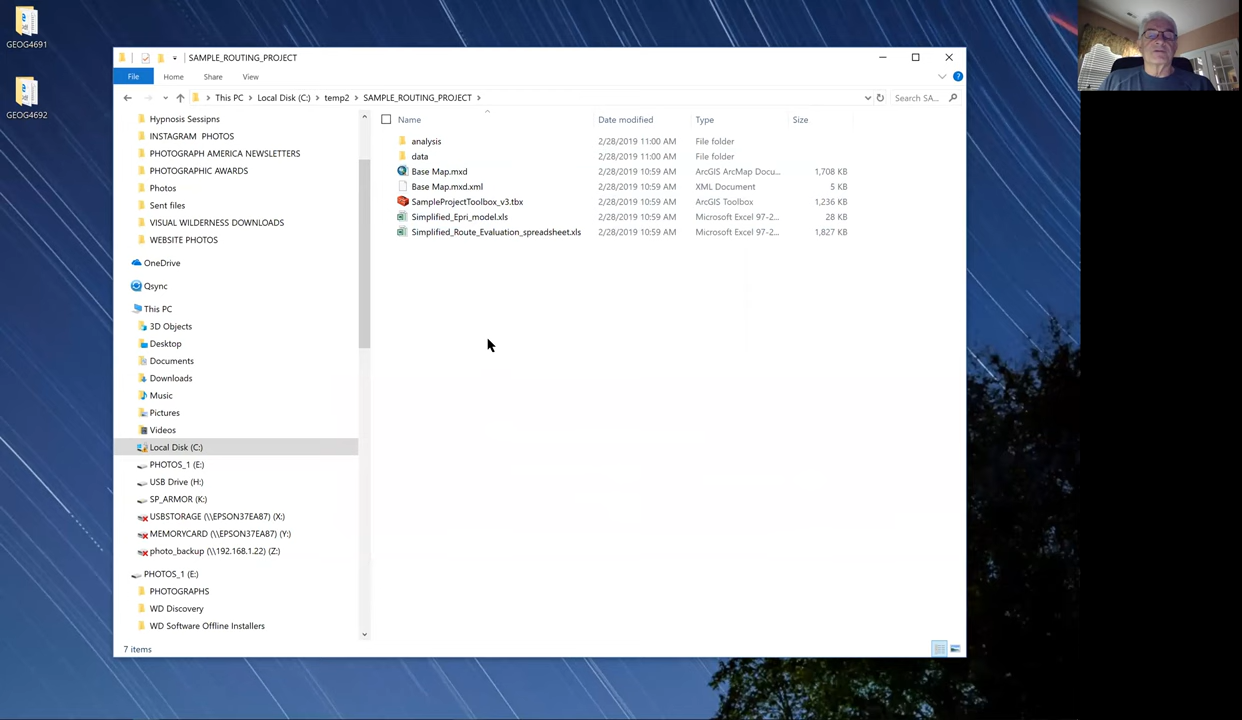 GEOG4691
GEOG4692
SAMPLE_ROUTING_PROJECT
File Home Share View
This PC Local Disk (C:) temp2 SAMPLE_ROUTING_PROJECT Search SA...
Hypnosis Sessipns
INSTAGRAM PHOTOS
PHOTOGRAPH AMERICA NEWSLETTERS
PHOTOGRAPHIC AWARDS
Photos
Sent files
VISUAL WILDERNESS DOWNLOADS
WEBSITE PHOTOS
OneDrive
Qsync
This PC
3D Objects
Desktop
Documents
Downloads
Music
Pictures
Videos
Local Disk (C:)
PHOTOS_1 (E:)
USB Drive (H:)
SP_ARMOR (K:)
USBSTORAGE (\\EPSON37EA87) (X:)
MEMORYCARD (\\EPSON37EA87) (Y:)
photo_backup (\\192.168.1.22) (Z:)
PHOTOS_1 (E:)
PHOTOGRAPHS
WD Discovery
WD Software Offline Installers
Name Date modified Type Size
analysis 2/28/2019 11:00 AM File folder
data 2/28/2019 11:00 AM File folder
Base Map.mxd 2/28/2019 10:59 AM ArcGIS ArcMap Docu... 1,708 KB
Base Map.mxd.xml 2/28/2019 10:59 AM XML Document 5 KB
SampleProjectToolbox_v3.tbx 2/28/2019 10:59 AM ArcGIS Toolbox 1,236 KB
Simplified_Epri_model.xls 2/28/2019 10:59 AM Microsoft Excel 97-2... 28 KB
Simplified_Route_Evaluation_spreadsheet.xls 2/28/2019 10:59 AM Microsoft Excel 97-2... 1,827 KB
7 items